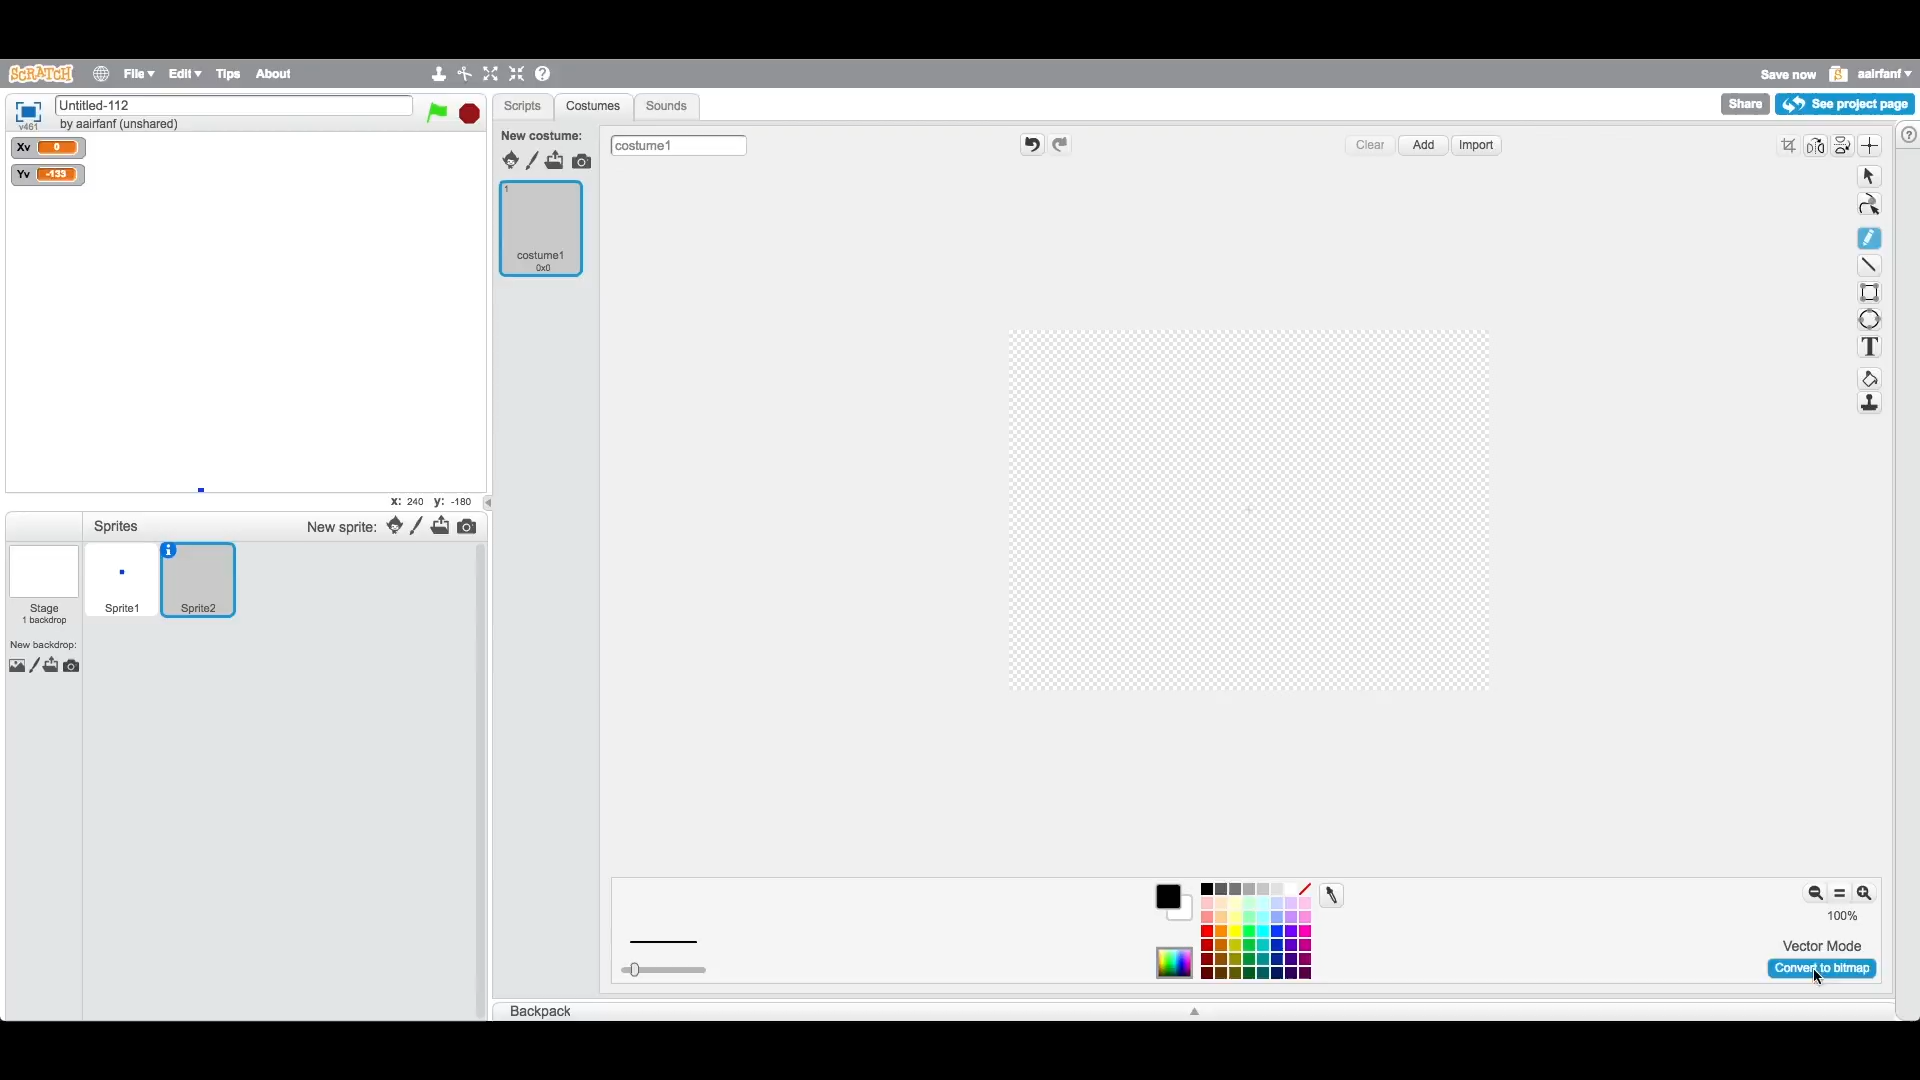 SCRATCH File Edit Tips About Save now aairfanf
Untitled-112
v461 by aairfanf (unshared)
Scripts Costumes Sounds
Share See project page
New costume:
costume1
Clear Add Import
Xv 0
Yv -133
1
costume1
0x0
x: 240 y: -180
Sprites New sprite:
Stage
1 backdrop
Sprite1
Sprite2
New backdrop:
T
100%
Vector Mode
Convert to bitmap
Backpack